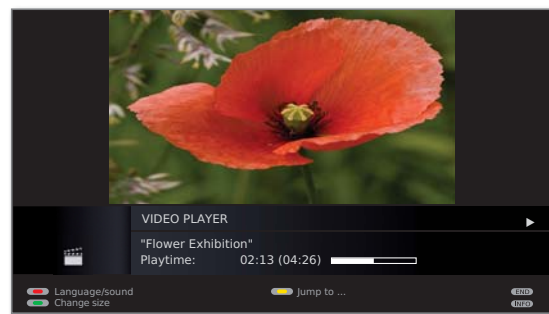 VIDEO PLAYER
"Flower Exhibition"
Playtime: 02:13 (04:26)
Language/sound Jump to ... END
Change size INFO